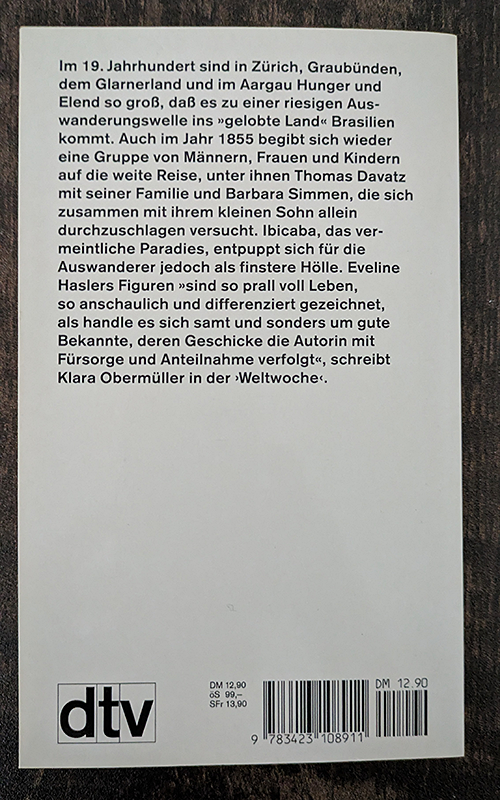 Im 19. Jahrhundert sind in Zürich, Graubünden,
dem Glarnerland und im Aargau Hunger und
Elend so groß, daß es zu einer riesigen Aus-
wanderungswelle ins »gelobte Land« Brasilien
kommt. Auch im Jahr 1855 begibt sich wieder
eine Gruppe von Männern, Frauen und Kindern
auf die weite Reise, unter ihnen Thomas Davatz
mit seiner Familie und Barbara Simmen, die sich
zusammen mit ihrem kleinen Sohn allein
durchzuschlagen versucht. Ibicaba, das ver-
meintliche Paradies, entpuppt sich für die
Auswanderer jedoch als finstere Hölle. Eveline
Haslers Figuren »sind so prall voll Leben,
so anschaulich und differenziert gezeichnet,
als handle es sich samt und sonders um gute
Bekannte, deren Geschicke die Autorin mit
Fürsorge und Anteilnahme verfolgt«, schreibt
Klara Obermüller in der ›Weltwoche‹.
dtv
DM 12,90
öS 99,–
SFr 13,90
DM 12.90
9 783423 108911